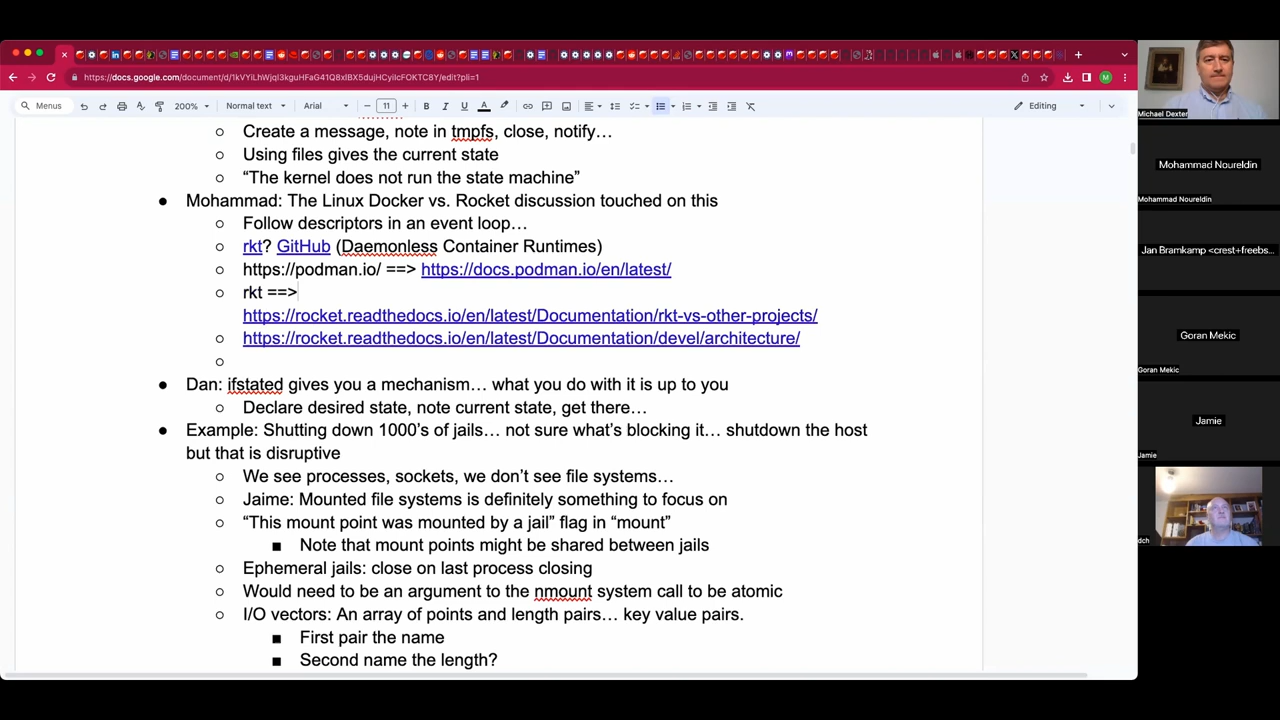 https://docs.google.com/document/d/1kVYiLhWjqI3kguHFaG41Q8xIBX5dujHCyiIcFOKTC8Y/edit?pli=1
M
Menus
200%
Normal text
Arial
11
B
I
U
A
Editing
Create a message, note in tmpfs, close, notify…
Using files gives the current state
“The kernel does not run the state machine”
Mohammad: The Linux Docker vs. Rocket discussion touched on this
Follow descriptors in an event loop…
rkt? GitHub (Daemonless Container Runtimes)
https://podman.io/ ==> https://docs.podman.io/en/latest/
rkt ==>
https://rocket.readthedocs.io/en/latest/Documentation/rkt-vs-other-projects/
https://rocket.readthedocs.io/en/latest/Documentation/devel/architecture/
Dan: ifstated gives you a mechanism… what you do with it is up to you
Declare desired state, note current state, get there…
Example: Shutting down 1000’s of jails… not sure what’s blocking it… shutdown the host
but that is disruptive
We see processes, sockets, we don’t see file systems…
Jaime: Mounted file systems is definitely something to focus on
“This mount point was mounted by a jail” flag in “mount”
Note that mount points might be shared between jails
Ephemeral jails: close on last process closing
Would need to be an argument to the nmount system call to be atomic
I/O vectors: An array of points and length pairs… key value pairs.
First pair the name
Second name the length?
Michael Dexter
Mohammad Noureldin
Mohammad Noureldin
Jan Bramkamp <crest+freebs...
Goran Mekic
Goran Mekic
Jamie
Jamie
dch